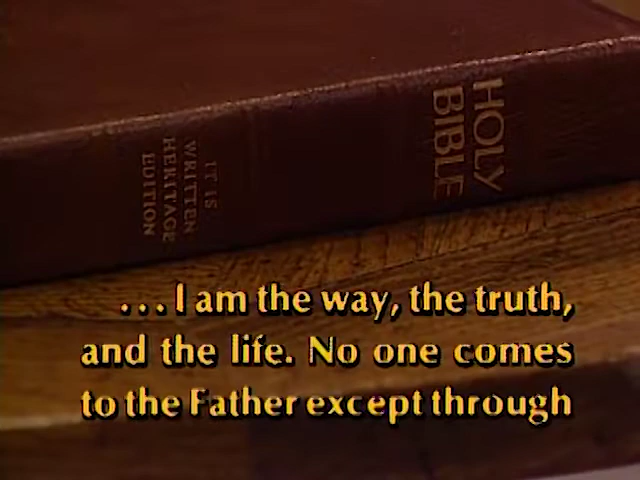 HOLY
BIBLE
IT IS
WRITTEN
HERITAGE
EDITION
...I am the way, the truth,
and the life. No one comes
to the Father except through